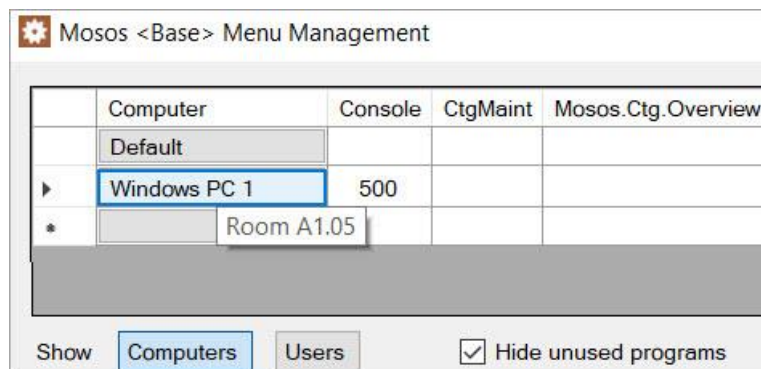 Mosos <Base> Menu Management
Computer Console CtgMaint Mosos.Ctg.Overview
Default
Windows PC 1 500
Room A1.05
Show Computers Users Hide unused programs